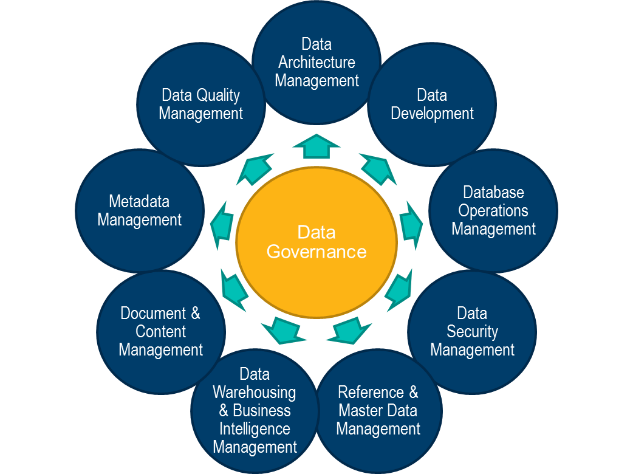 Data
Architecture
Management
Data
Development
Database
Operations
Management
Data
Security
Management
Reference &
Master Data
Management
Data
Warehousing
& Business
Intelligence
Management
Document &
Content
Management
Metadata
Management
Data Quality
Management
Data
Governance